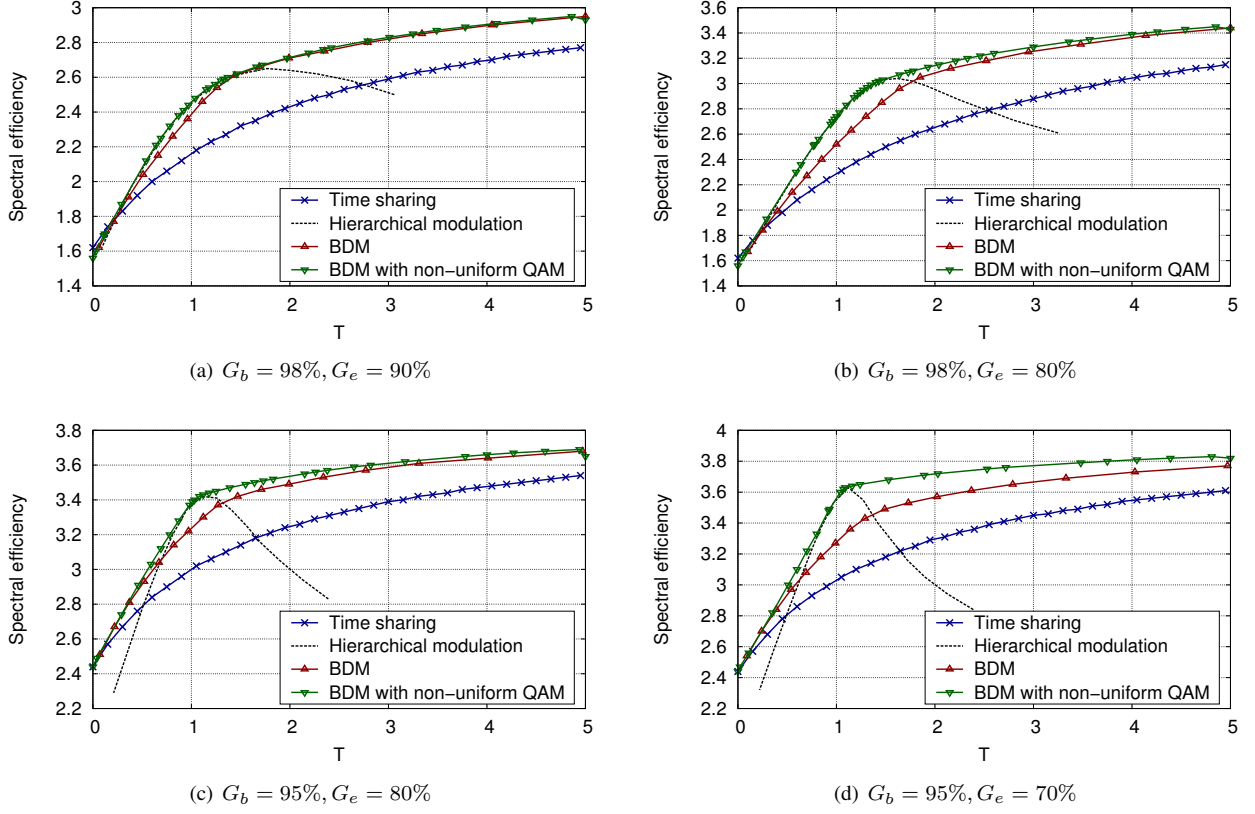 3
2.8
2.6
2.4
2.2
2
1.8
1.6
1.4
Spectral efficiency
0 1 2 3 4 5
T
Time sharing
Hierarchical modulation
BDM
BDM with non−uniform QAM
(a) G_b = 98%, G_e = 90%
3.6
3.4
3.2
3
2.8
2.6
2.4
2.2
2
1.8
1.6
1.4
Spectral efficiency
0 1 2 3 4 5
T
Time sharing
Hierarchical modulation
BDM
BDM with non−uniform QAM
(b) G_b = 98%, G_e = 80%
3.8
3.6
3.4
3.2
3
2.8
2.6
2.4
2.2
Spectral efficiency
0 1 2 3 4 5
T
Time sharing
Hierarchical modulation
BDM
BDM with non−uniform QAM
(c) G_b = 95%, G_e = 80%
4
3.8
3.6
3.4
3.2
3
2.8
2.6
2.4
2.2
Spectral efficiency
0 1 2 3 4 5
T
Time sharing
Hierarchical modulation
BDM
BDM with non−uniform QAM
(d) G_b = 95%, G_e = 70%